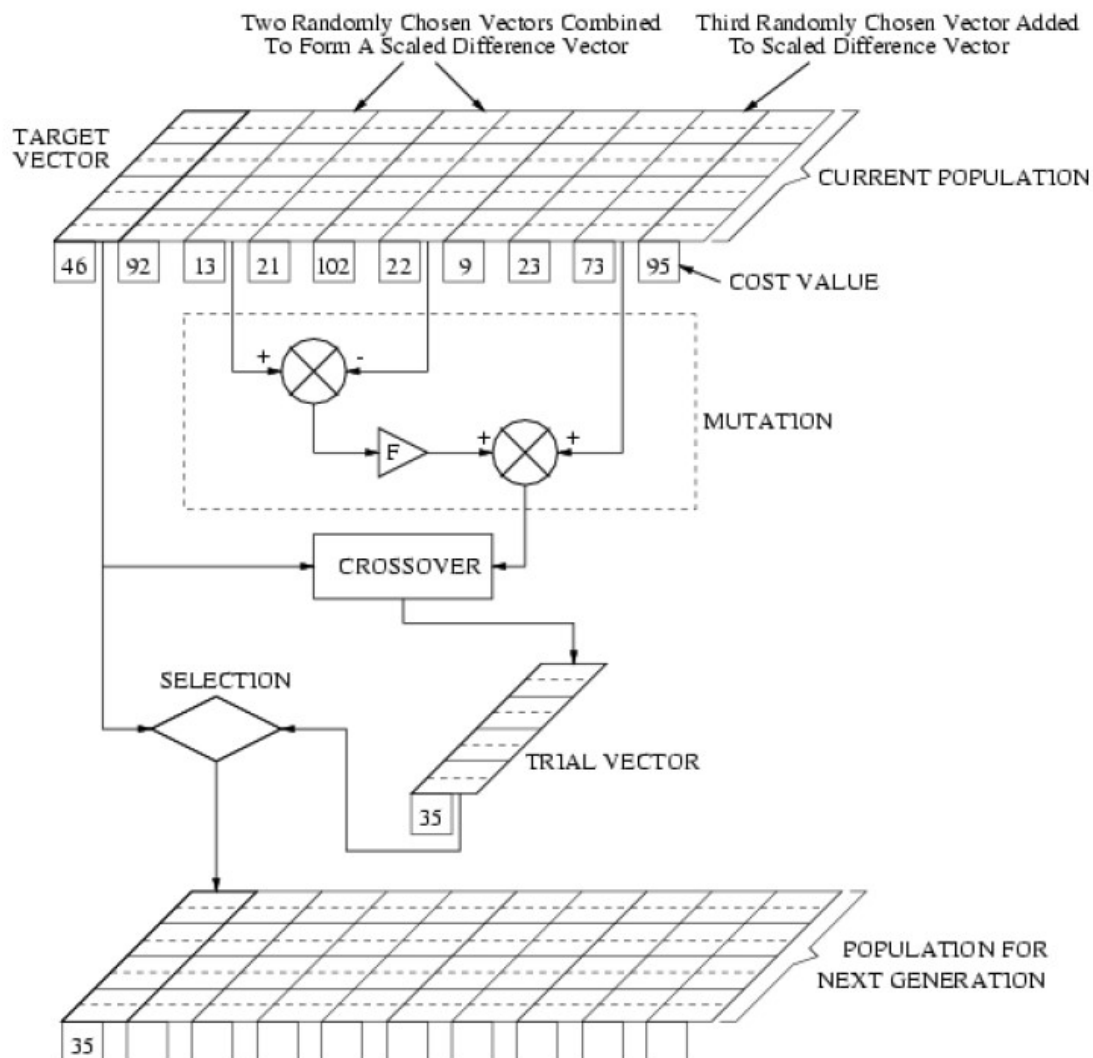 Two Randomly Chosen Vectors Combined
To Form A Scaled Difference Vector
Third Randomly Chosen Vector Added
To Scaled Difference Vector
TARGET
VECTOR
CURRENT POPULATION
46 92 13 21 102 22 9 23 73 95
COST VALUE
+ -
MUTATION
F + +
CROSSOVER
SELECTION
TRIAL VECTOR
35
POPULATION FOR
NEXT GENERATION
35